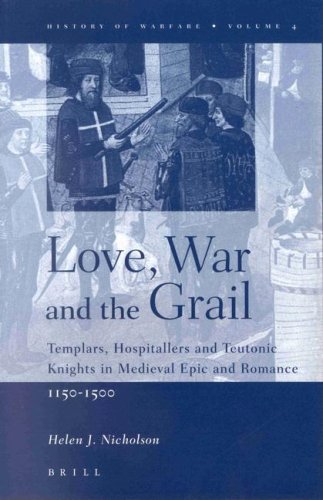 HISTORY OF WARFARE • VOLUME 4
Love, War
and the Grail
Templars, Hospitallers and Teutonic
Knights in Medieval Epic and Romance
1150-1500
Helen J. Nicholson
BRILL